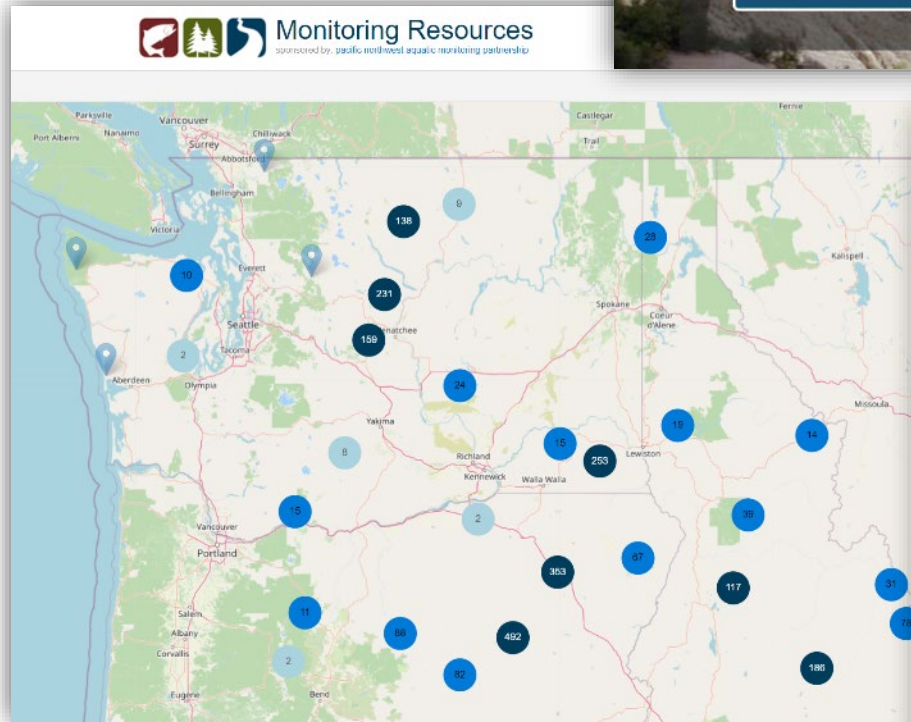 Monitoring Resources
sponsored by: pacific northwest aquatic monitoring partnership
Parksville
Vancouver
Castlegar
Fernie
Port Alberni
Nanaimo
Surrey
Chilliwack
Trail
Abbotsford
Bellingham
9
138
Victoria
28
Kalispell
10
Everett
231
Spokane
Coeur
d'Alene
Seattle
159
Tacoma
2
Aberdeen
Olympia
24
Missoula
Yakima
19
14
15
8
Richland
253
Lewiston
Kennewick
Walla Walla
15
2
39
Vancouver
Portland
67
353
117
31
11
Salem
78
Albany
88
492
Corvallis
2
186
82
Eugene
Bend